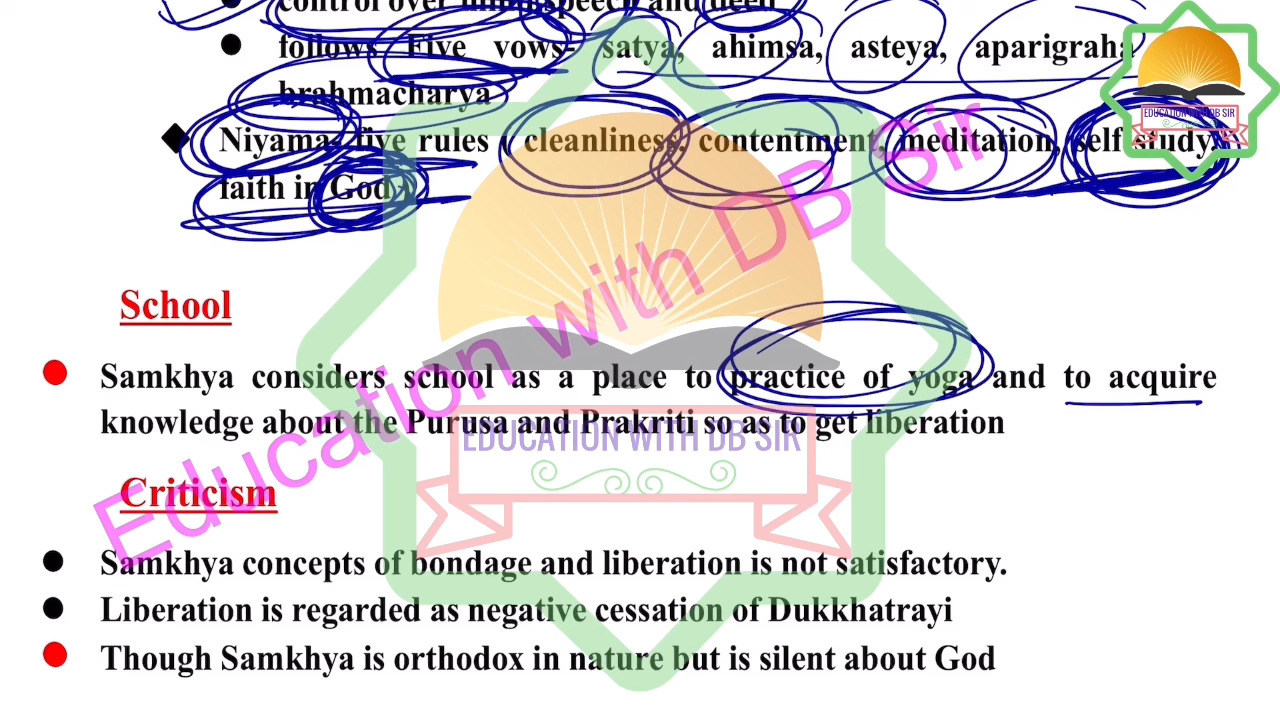 control over mind, speech and deed
follows Five vows- satya, ahimsa, asteya, aparigraha
brahmacharya
Niyama- five rules ( cleanliness, contentment, meditation, self study,
faith in God )
School
Samkhya considers school as a place to practice of yoga and to acquire
knowledge about the Purusa and Prakriti so as to get liberation
Criticism
Samkhya concepts of bondage and liberation is not satisfactory.
Liberation is regarded as negative cessation of Dukkhatrayi
Though Samkhya is orthodox in nature but is silent about God
Education with DB Sir
EDUCATION WITH DB SIR
EDUCATION WITH DB SIR